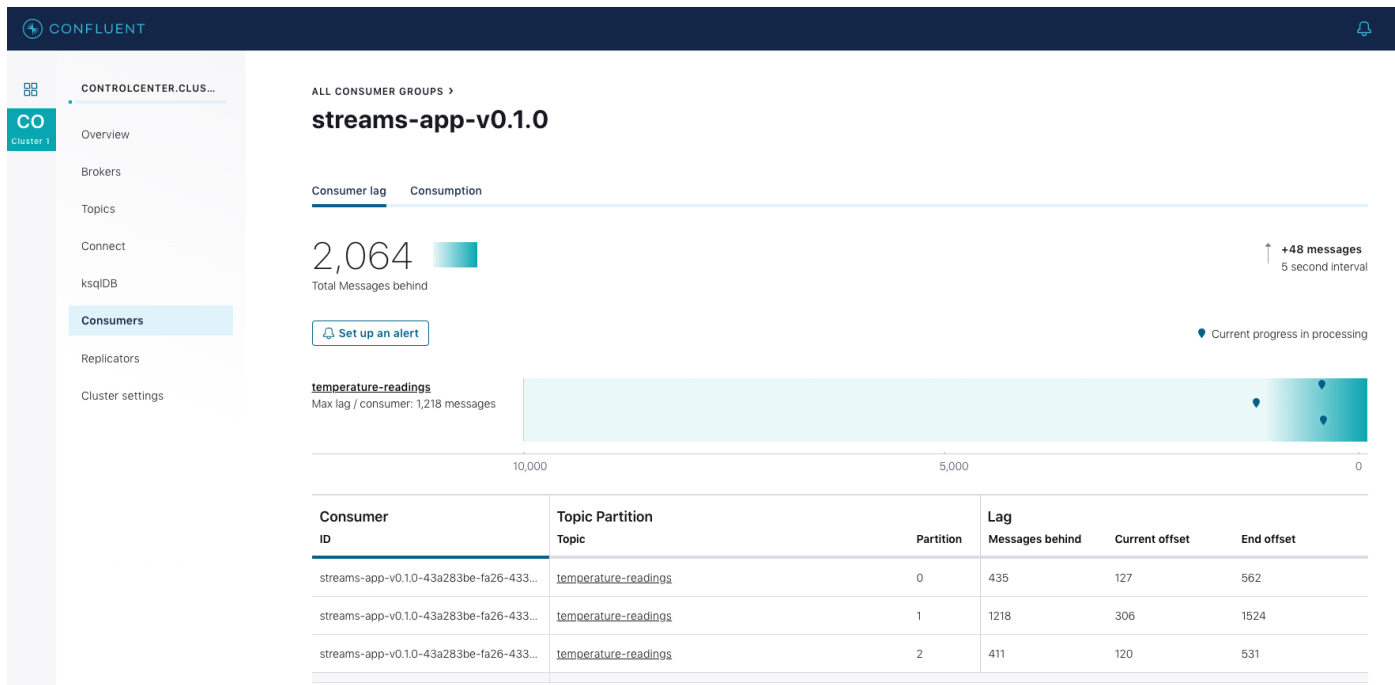 CONFLUENT
CONTROLCENTER.CLUS...
CO
Cluster 1
Overview
Brokers
Topics
Connect
ksqlDB
Consumers
Replicators
Cluster settings
ALL CONSUMER GROUPS >
streams-app-v0.1.0
Consumer lag Consumption
2,064
Total Messages behind
+48 messages
5 second interval
Set up an alert
Current progress in processing
temperature-readings
Max lag / consumer: 1,218 messages
10,000 5,000 0
Consumer Topic Partition Lag
ID Topic Partition Messages behind Current offset End offset
streams-app-v0.1.0-43a283be-fa26-433... temperature-readings 0 435 127 562
streams-app-v0.1.0-43a283be-fa26-433... temperature-readings 1 1218 306 1524
streams-app-v0.1.0-43a283be-fa26-433... temperature-readings 2 411 120 531